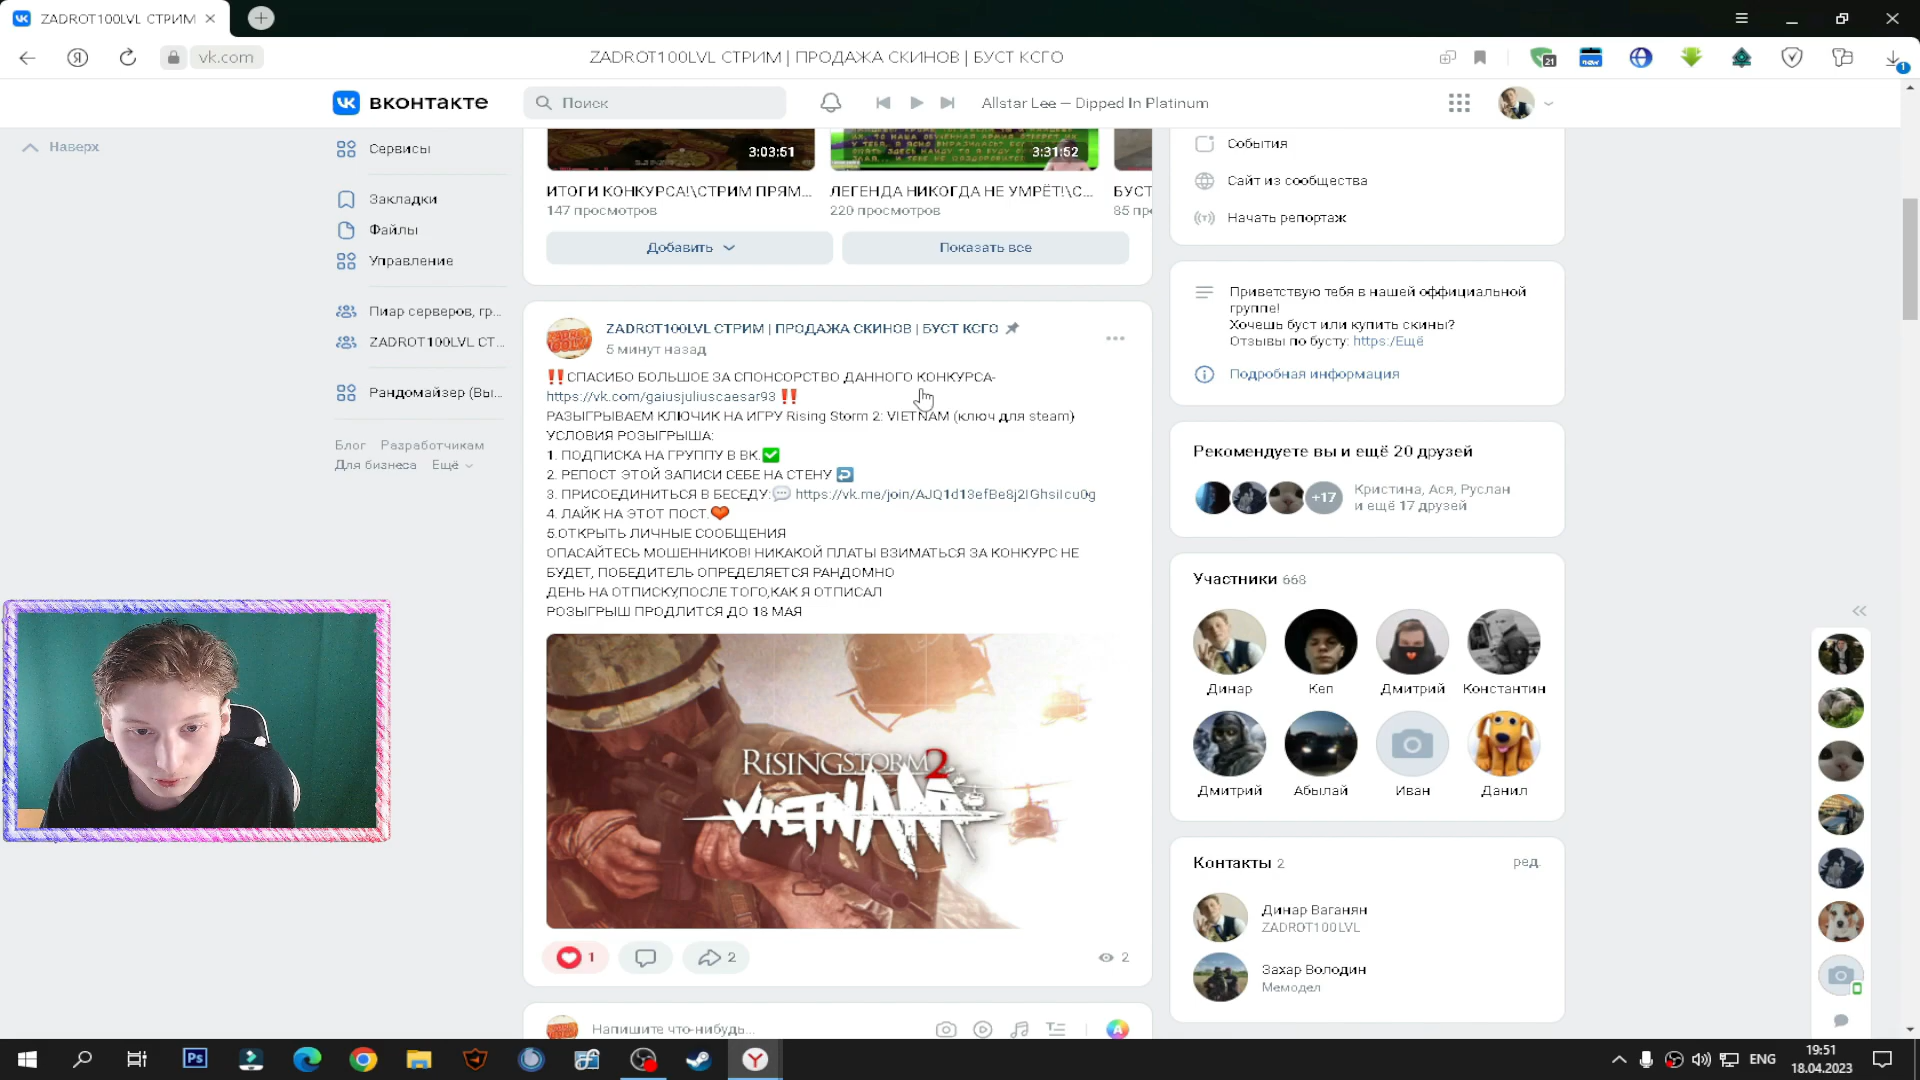 ZADROT100LVL СТРИМ
vk.com
ZADROT100LVL СТРИМ | ПРОДАЖА СКИНОВ | БУСТ КСГО
21
new
1
вконтакте
Поиск
Allstar Lee – Dipped In Platinum
Наверх
Сервисы
Закладки
Файлы
Управление
Пиар серверов, гр...
ZADROT100LVL СТ...
Рандомайзер (Вы...
Блог Разработчикам
Для бизнеса Ещё
3:03:51
3:31:52
ИТОГИ КОНКУРСА!\СТРИМ ПРЯМ...
147 просмотров
ЛЕГЕНДА НИКОГДА НЕ УМРЁТ!\С...
220 просмотров
БУСТ
85 пр
Добавить
Показать все
ZADROT100LVL СТРИМ | ПРОДАЖА СКИНОВ | БУСТ КСГО
5 минут назад
‼️СПАСИБО БОЛЬШОЕ ЗА СПОНСОРСТВО ДАННОГО КОНКУРСА-
https://vk.com/gaiusjuliuscaesar93 ‼️
РАЗЫГРЫВАЕМ КЛЮЧИК НА ИГРУ Rising Storm 2: VIETNAM (ключ для steam)
УСЛОВИЯ РОЗЫГРЫША:
1. ПОДПИСКА НА ГРУППУ В ВК.✅
2. РЕПОСТ ЭТОЙ ЗАПИСИ СЕБЕ НА СТЕНУ ↩️
3. ПРИСОЕДИНИТЬСЯ В БЕСЕДУ:💬 https://vk.me/join/AJQ1d13efBe8j2IGhsiIcu0g
4. ЛАЙК НА ЭТОТ ПОСТ.❤️
5.ОТКРЫТЬ ЛИЧНЫЕ СООБЩЕНИЯ
ОПАСАЙТЕСЬ МОШЕННИКОВ! НИКАКОЙ ПЛАТЫ ВЗИМАТЬСЯ ЗА КОНКУРС НЕ
БУДЕТ, ПОБЕДИТЕЛЬ ОПРЕДЕЛЯЕТСЯ РАНДОМНО
ДЕНЬ НА ОТПИСКУ,ПОСЛЕ ТОГО,КАК Я ОТПИСАЛ
РОЗЫГРЫШ ПРОДЛИТСЯ ДО 18 МАЯ
RISING STORM 2
VIETNAM
1
2
2
Напишите что-нибудь...
События
Сайт из сообщества
Начать репортаж
Приветствую тебя в нашей оффициальной
группе!
Хочешь буст или купить скины?
Отзывы по бусту: https:/Ещё
Подробная информация
Рекомендуете вы и ещё 20 друзей
+17
Кристина, Ася, Руслан
и ещё 17 друзей
Участники 668
Динар
Кеп
Дмитрий
Константин
Дмитрий
Абылай
Иван
Данил
Контакты 2
ред.
Динар Ваганян
ZADROT100LVL
Захар Володин
Мемодел
Ps
ENG
19:51
18.04.2023